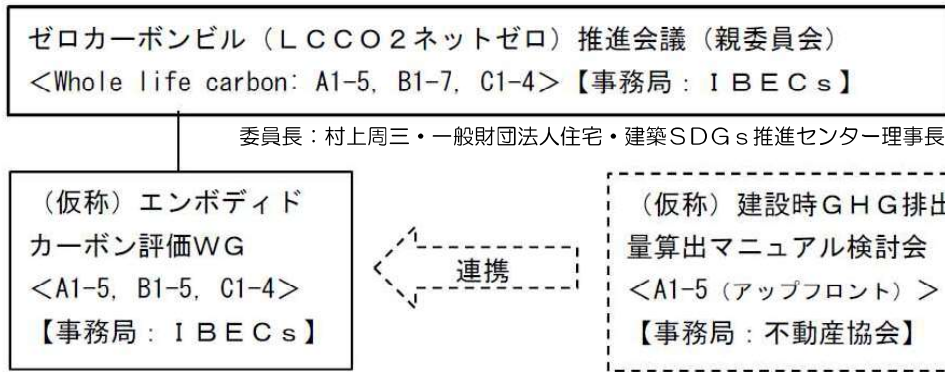 ゼロカーボンビル（ＬＣＣＯ２ネットゼロ）推進会議（親委員会）
<Whole life carbon: A1-5, B1-7, C1-4>【事務局：ＩＢＥＣｓ】
委員長：村上周三・一般財団法人住宅・建築ＳＤＧｓ推進センター理事長
（仮称）エンボディド
カーボン評価WG
<A1-5, B1-5, C1-4>
【事務局：ＩＢＥＣｓ】
連携
（仮称）建設時ＧＨＧ排出
量算出マニュアル検討会
<A1-5（アップフロント）>
【事務局：不動産協会】